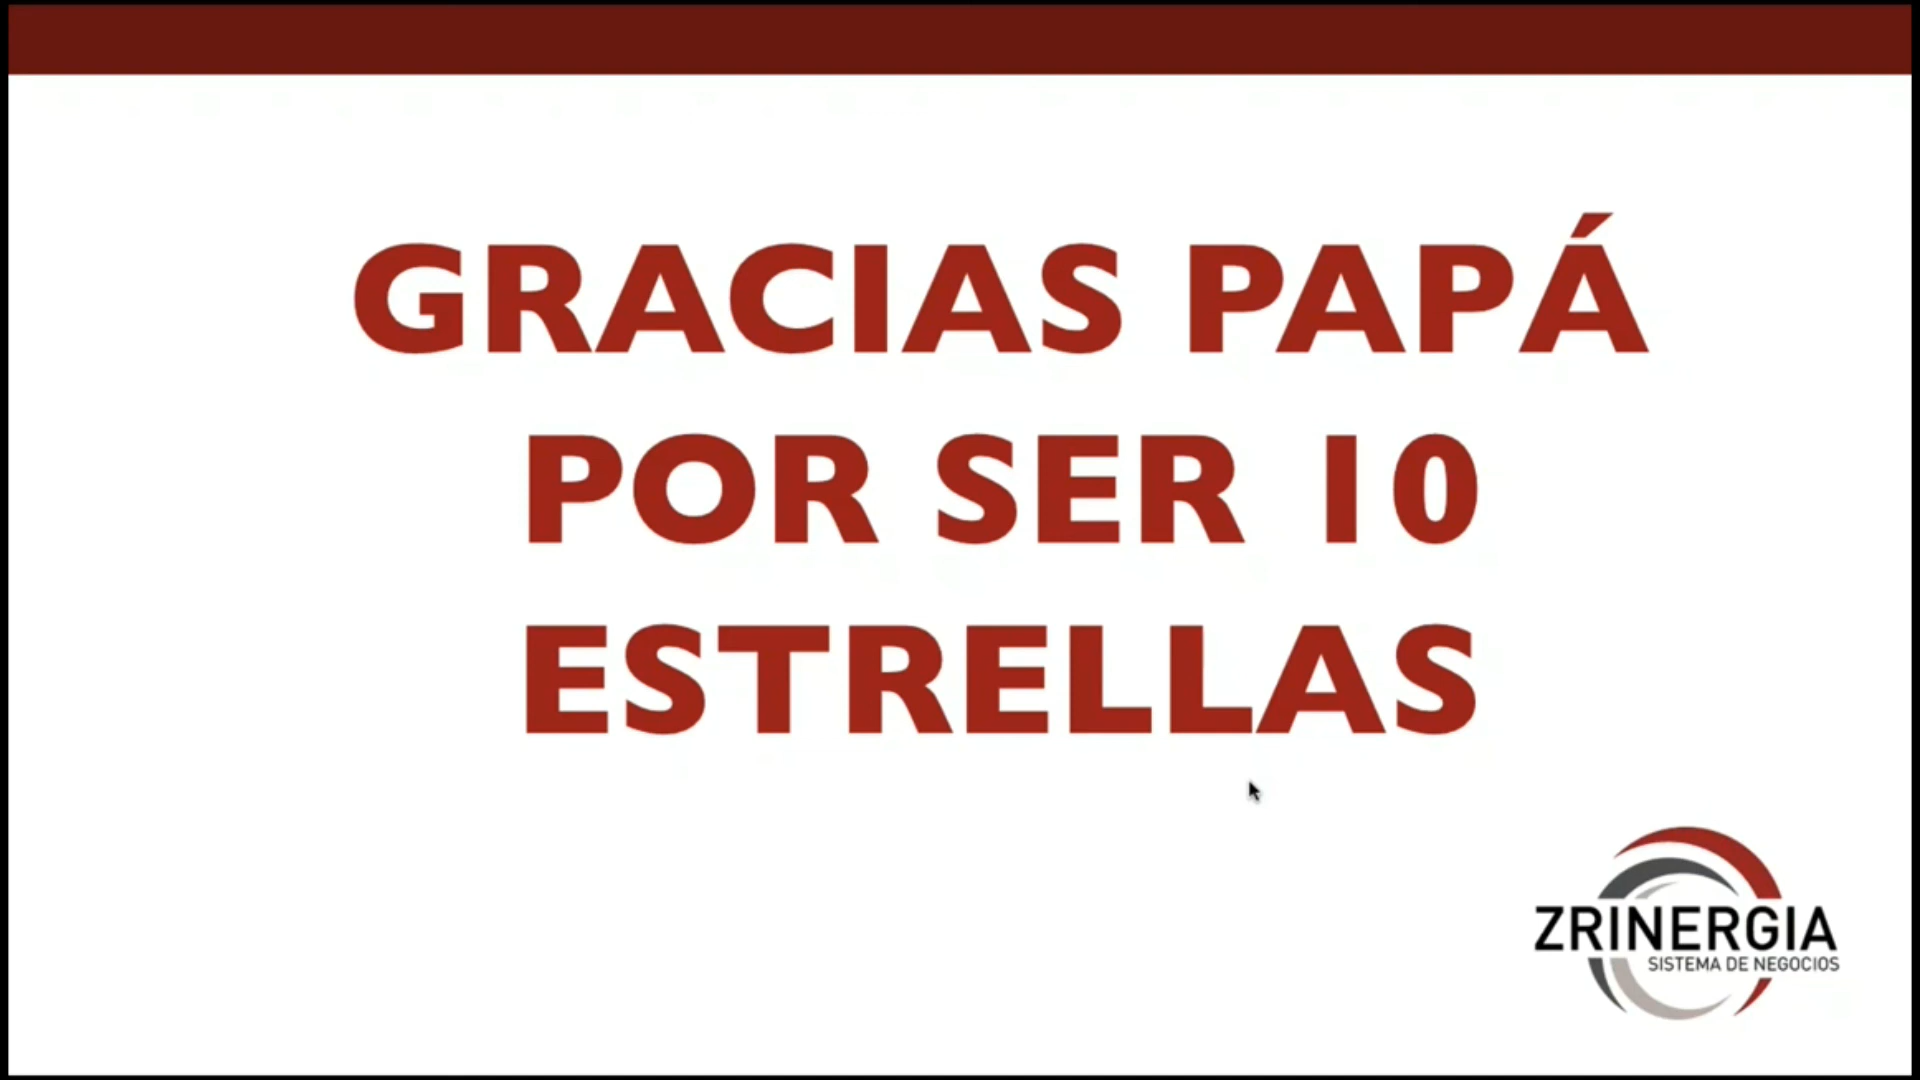 GRACIAS PAPÁ
POR SER 10
ESTRELLAS
ZRINERGIA
SISTEMA DE NEGOCIOS